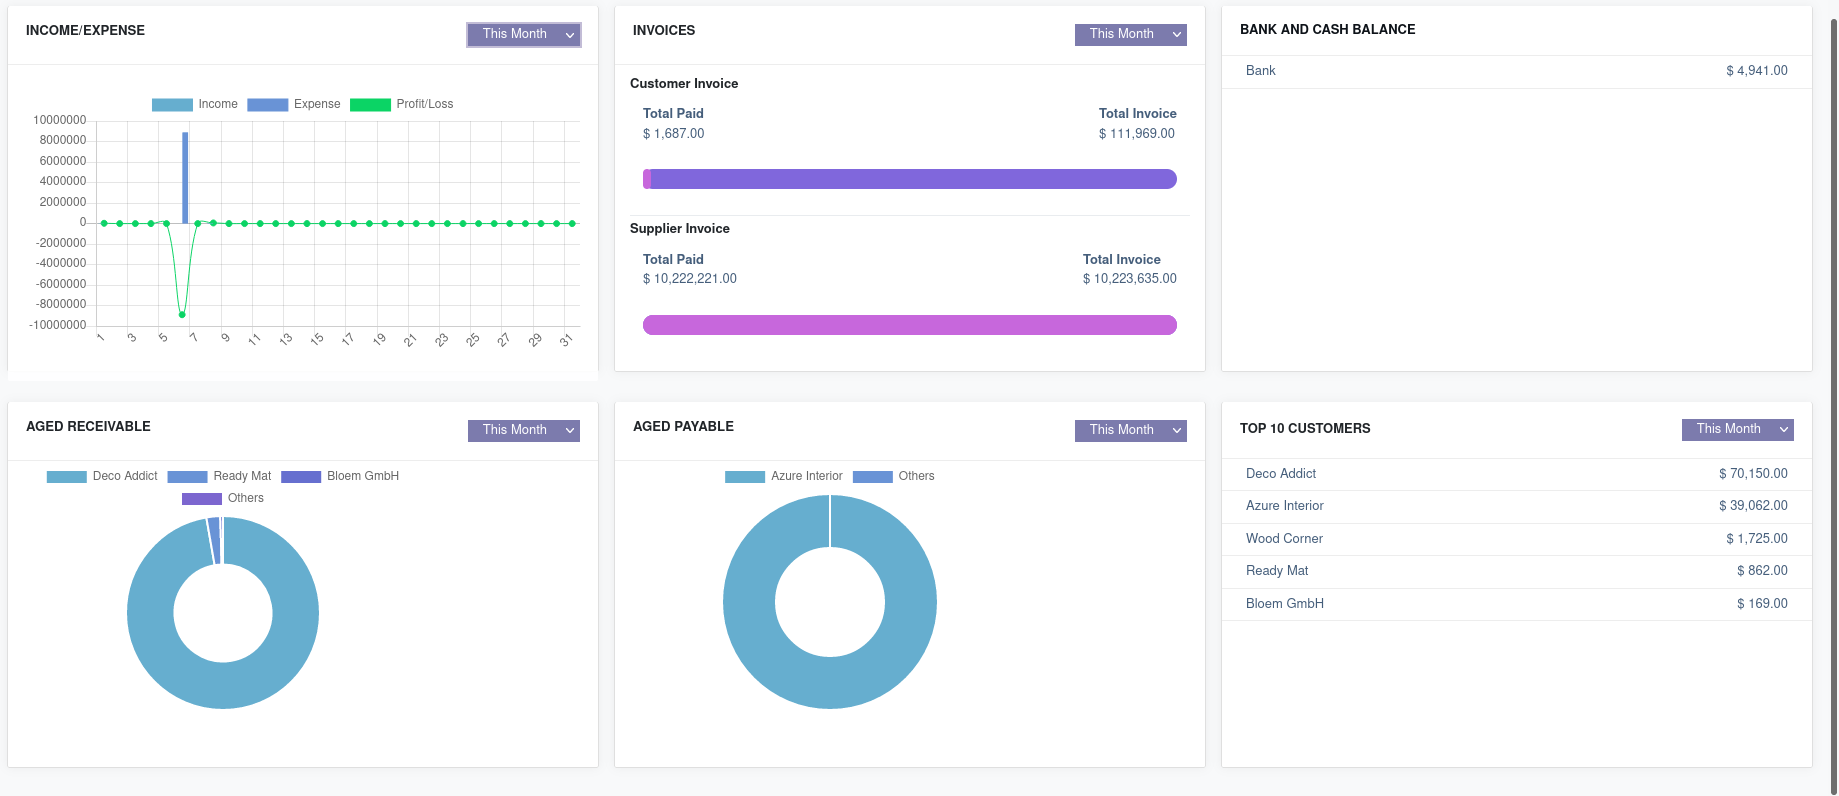 INCOME/EXPENSE
This Month
Income Expense Profit/Loss
10000000
8000000
6000000
4000000
2000000
0
-2000000
-4000000
-6000000
-8000000
-10000000
1 3 5 7 9 11 13 15 17 19 21 23 25 27 29 31
INVOICES
This Month
Customer Invoice
Total Paid Total Invoice
$ 1,687.00 $ 111,969.00
Supplier Invoice
Total Paid Total Invoice
$ 10,222,221.00 $ 10,223,635.00
BANK AND CASH BALANCE
Bank $ 4,941.00
AGED RECEIVABLE
This Month
Deco Addict Ready Mat Bloem GmbH
Others
AGED PAYABLE
This Month
Azure Interior Others
TOP 10 CUSTOMERS
This Month
Deco Addict $ 70,150.00
Azure Interior $ 39,062.00
Wood Corner $ 1,725.00
Ready Mat $ 862.00
Bloem GmbH $ 169.00